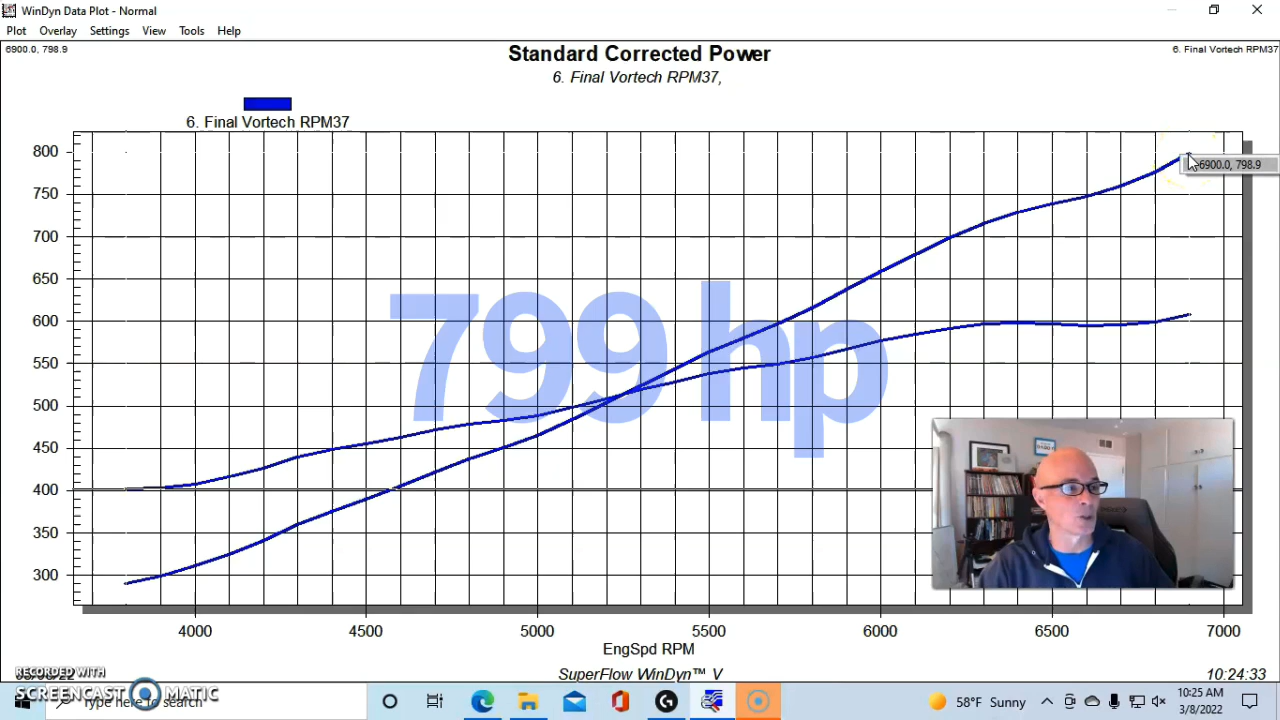 WinDyn Data Plot - Normal
Plot Overlay Settings View Tools Help
6900.0, 798.9
6. Final Vortech RPM37
Standard Corrected Power
6. Final Vortech RPM37,
6. Final Vortech RPM37
800
750
700
650
600
550
500
450
400
350
300
6900.0, 798.9
799 hp
4000 4500 5000 5500 6000 6500 7000
EngSpd RPM
RECORDED WITH
SCREENCAST MATIC
SuperFlow WinDyn™ V
10:24:33
Type here to search
58°F Sunny
10:25 AM
3/8/2022